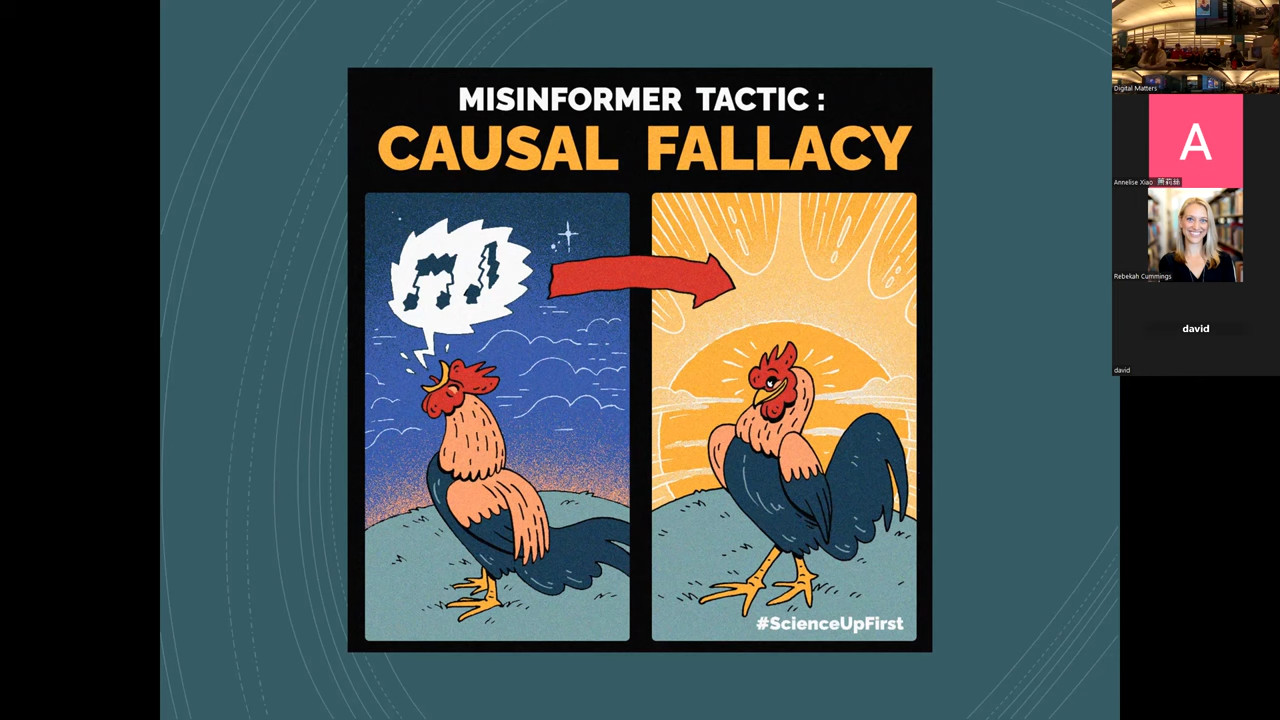 MISINFORMER TACTIC :
CAUSAL FALLACY
#ScienceUpFirst
Digital Matters
A
Annelise Xiao
Rebekah Cummings
david
david